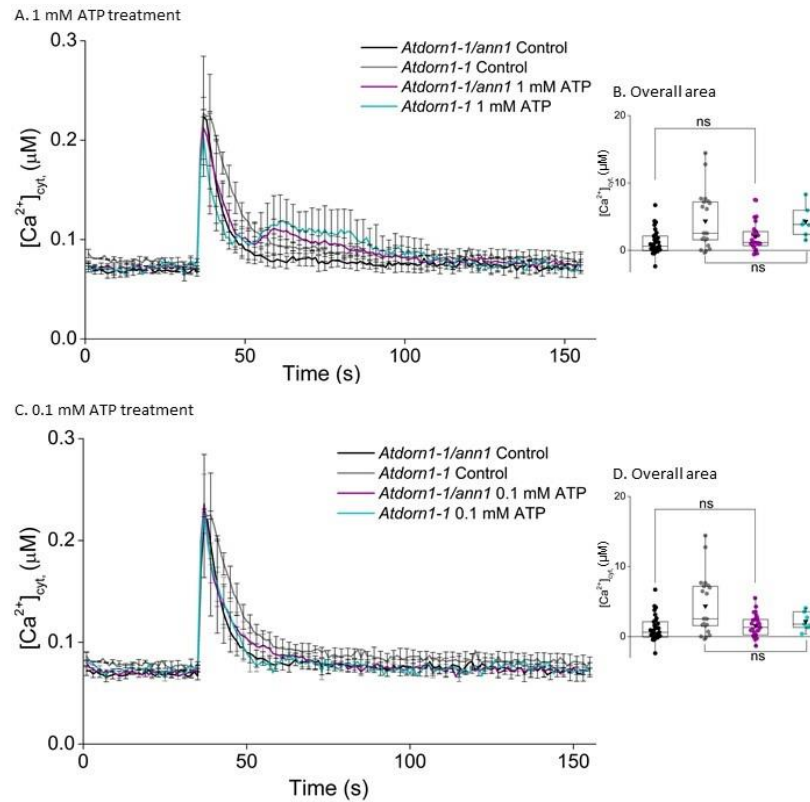 A. 1 mM ATP treatment
0.3
0.2
0.1
0.0
[Ca²⁺]cyt, (µM)
Atdorn1-1/ann1 Control
Atdorn1-1 Control
Atdorn1-1/ann1 1 mM ATP
Atdorn1-1 1 mM ATP
0 50 100 150
Time (s)
B. Overall area
20
10
0
[Ca²⁺]cyt, (µM)
ns
ns
C. 0.1 mM ATP treatment
0.3
0.2
0.1
0.0
[Ca²⁺]cyt, (µM)
Atdorn1-1/ann1 Control
Atdorn1-1 Control
Atdorn1-1/ann1 0.1 mM ATP
Atdorn1-1 0.1 mM ATP
0 50 100 150
Time (s)
D. Overall area
20
10
0
[Ca²⁺]cyt, (µM)
ns
ns